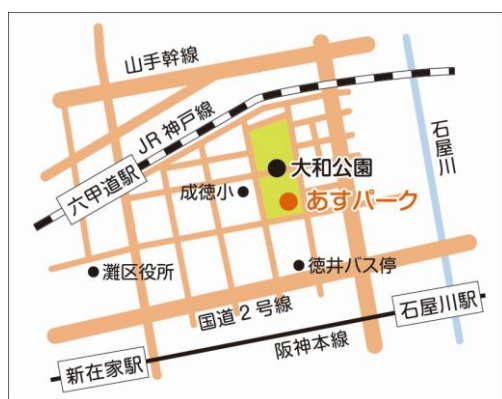 山手幹線
JR神戸線
六甲道駅
石屋川
大和公園
成徳小
あすパーク
灘区役所
徳井バス停
国道2号線
石屋川駅
阪神本線
新在家駅